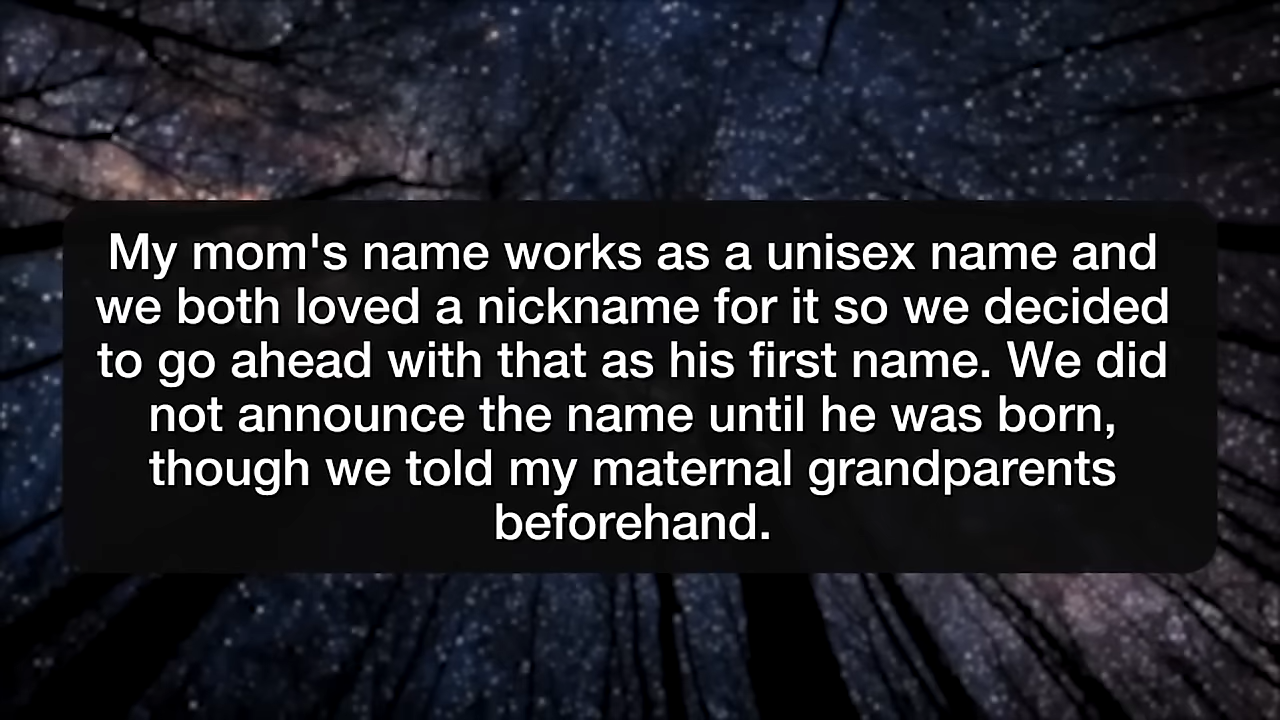 My mom's name works as a unisex name and
we both loved a nickname for it so we decided
to go ahead with that as his first name. We did
not announce the name until he was born,
though we told my maternal grandparents
beforehand.